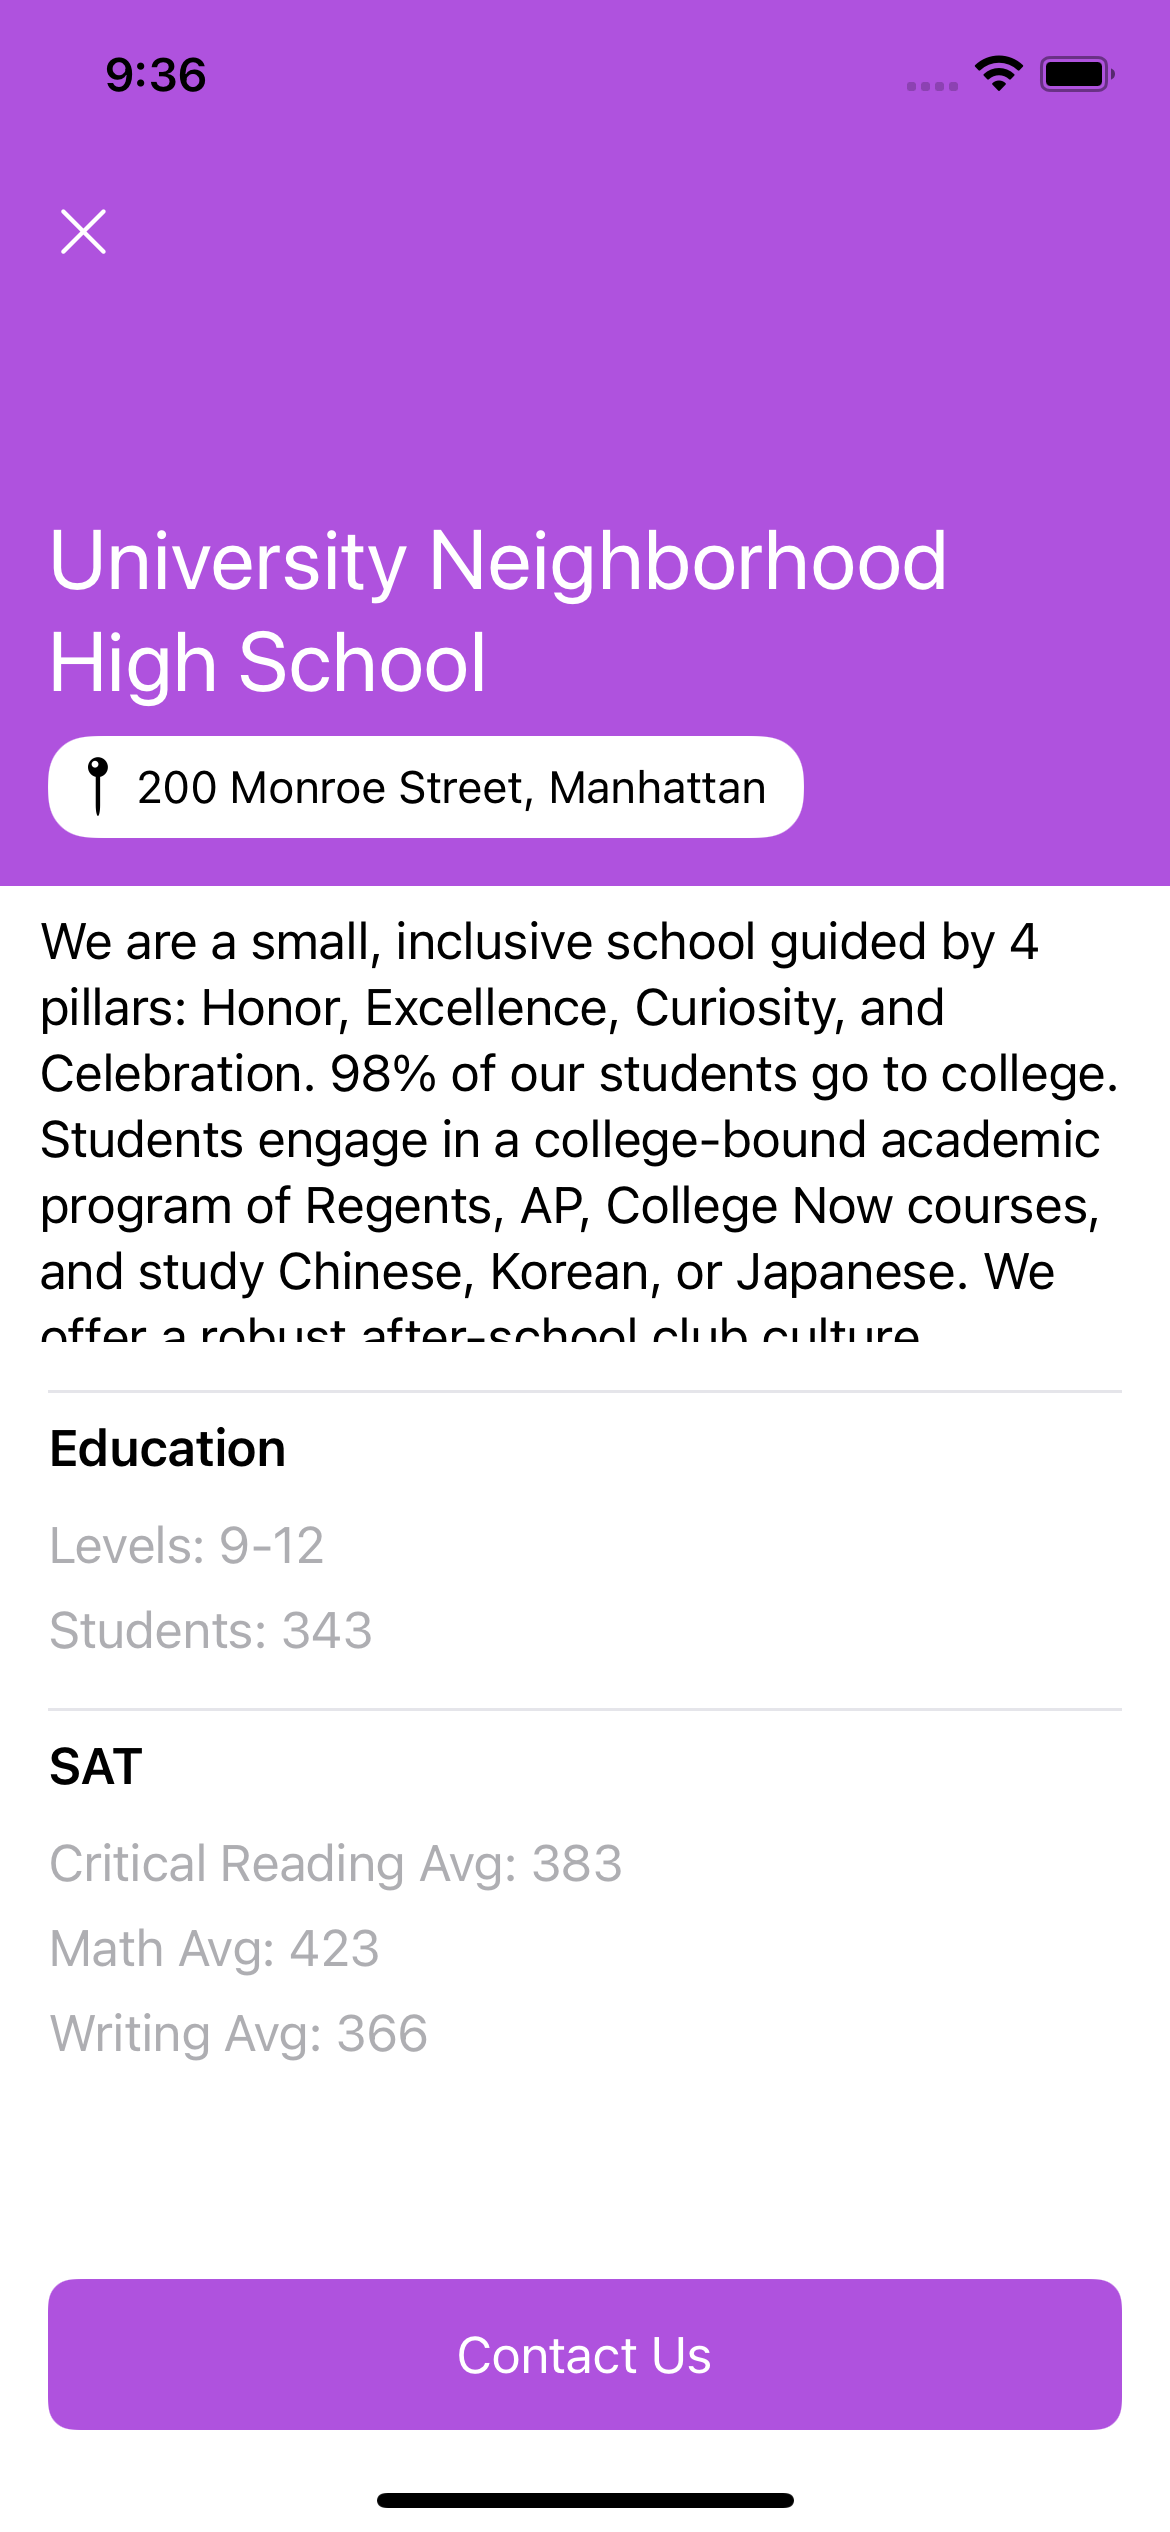 9:36
University Neighborhood
High School
200 Monroe Street, Manhattan
We are a small, inclusive school guided by 4
pillars: Honor, Excellence, Curiosity, and
Celebration. 98% of our students go to college.
Students engage in a college-bound academic
program of Regents, AP, College Now courses,
and study Chinese, Korean, or Japanese. We
offer a robust after-school club culture
Education
Levels: 9-12
Students: 343
SAT
Critical Reading Avg: 383
Math Avg: 423
Writing Avg: 366
Contact Us